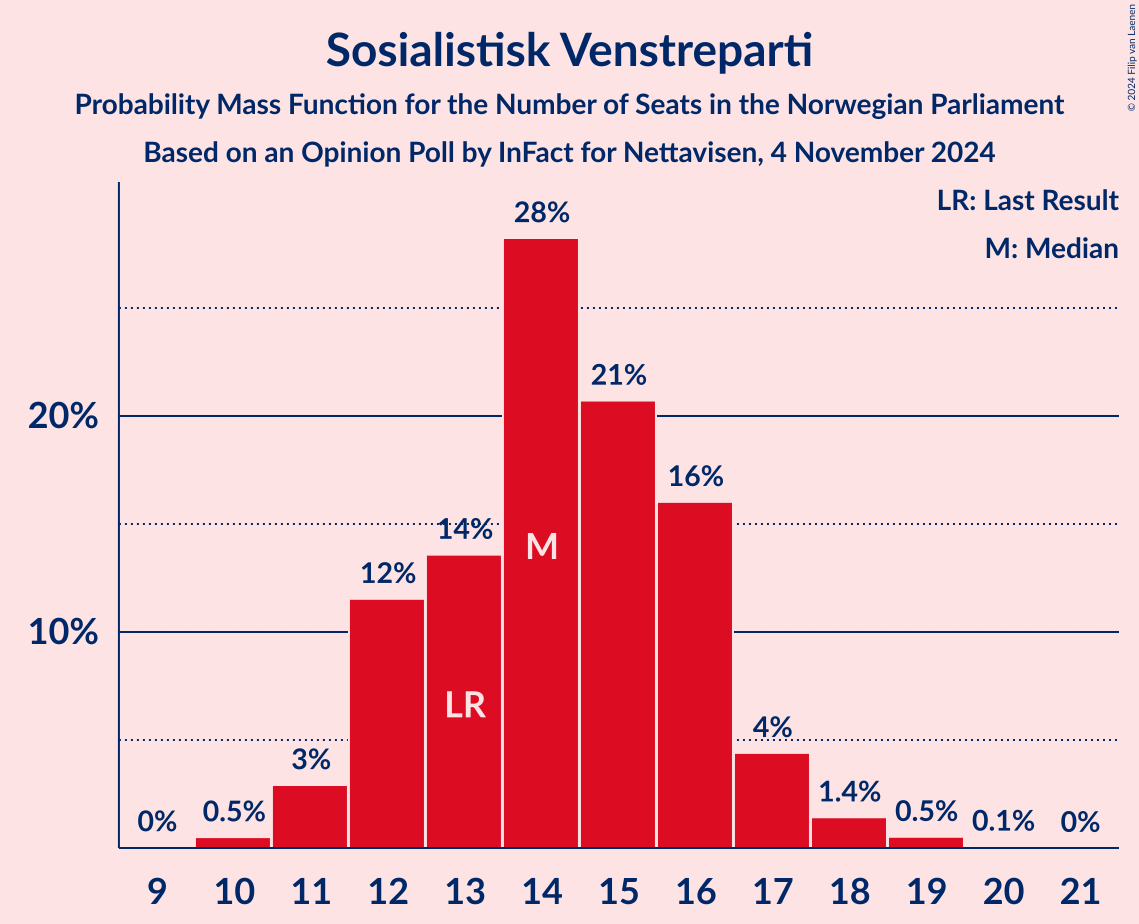 Sosialistisk Venstreparti
Probability Mass Function for the Number of Seats in the Norwegian Parliament
Based on an Opinion Poll by InFact for Nettavisen, 4 November 2024
© 2024 Filip van Laenen
LR: Last Result
M: Median
20%
10%
0%
0.5%
3%
12%
14%
28%
21%
16%
4%
1.4%
0.5%
0.1%
0%
LR
M
9 10 11 12 13 14 15 16 17 18 19 20 21